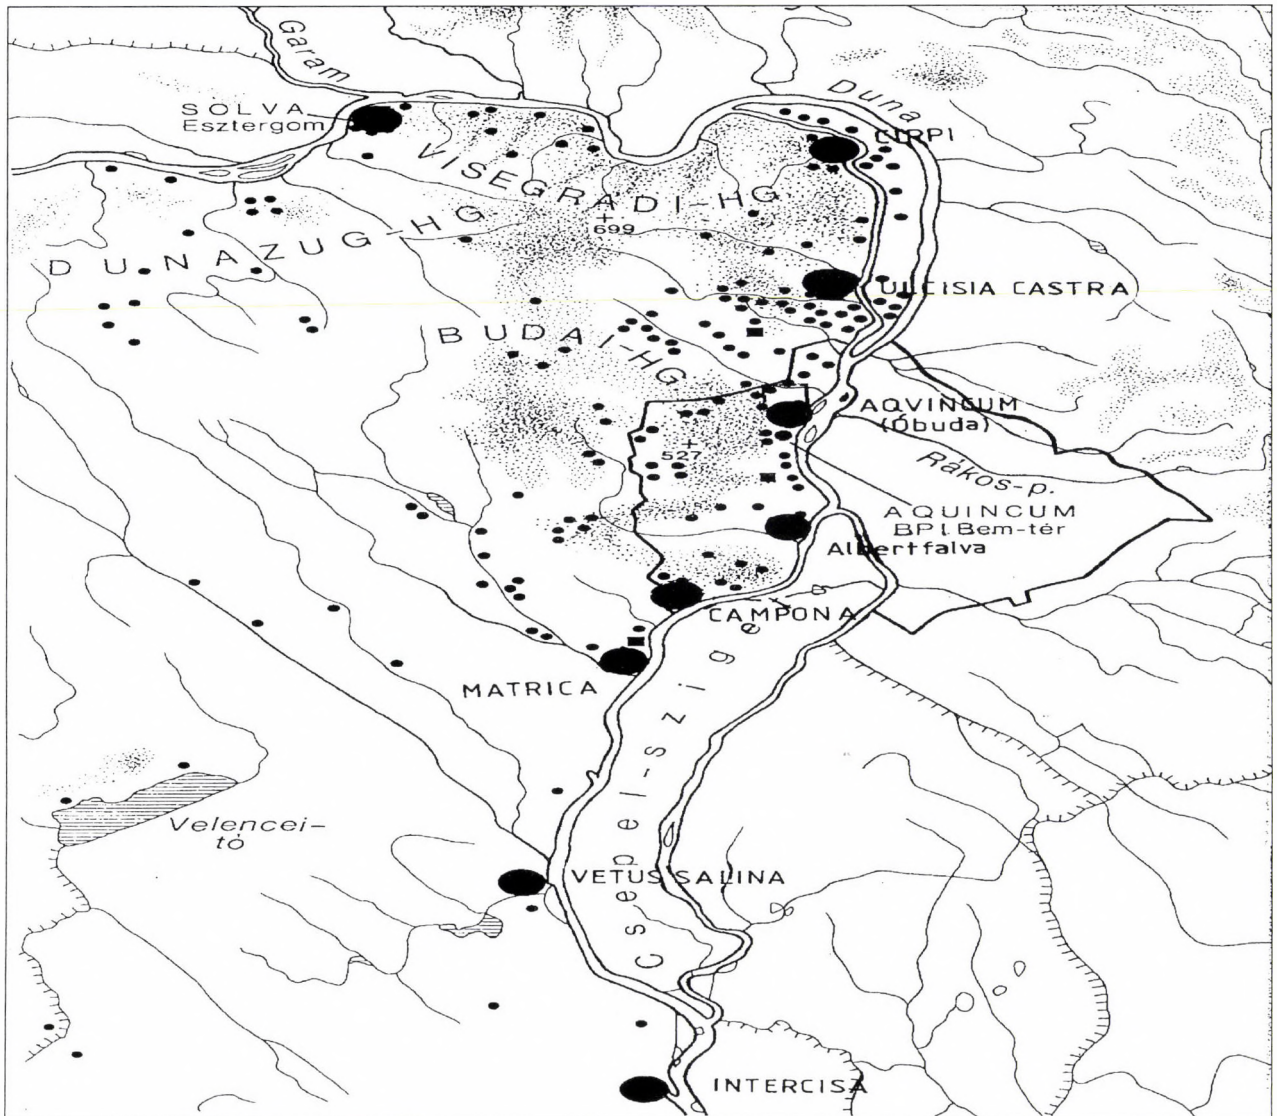 Garam
Duna
SOLVA
Esztergom
CIRPI
VISEGRÁDI-HG
699
DUNAZUG-HG
ULCISIA CASTRA
BUDAI-HG
AQVINCUM
(Óbuda)
527
Rákos-p.
AQUINCUM
BP I. Bem-tér
Albertfalva
CAMPONA
MATRICA
Csepel-sziget
Velencei-
tó
VETUS SALINA
INTERCISA